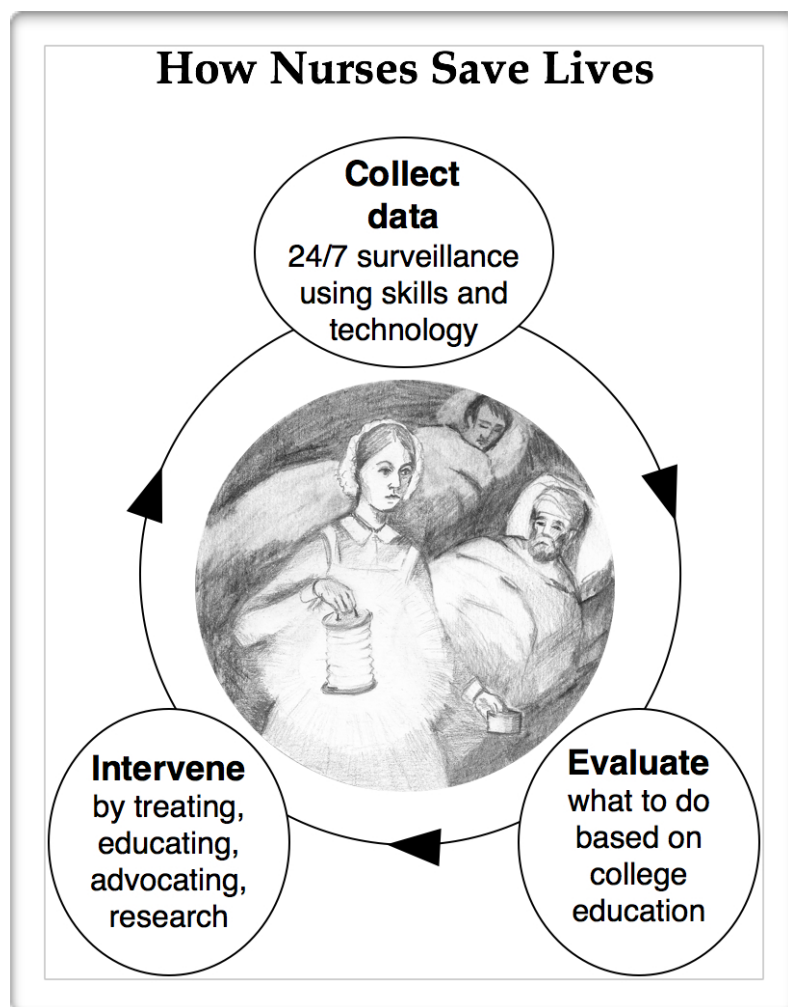 How Nurses Save Lives
Collect
data
24/7 surveillance
using skills and
technology
Evaluate
what to do
based on
college
education
Intervene
by treating,
educating,
advocating,
research